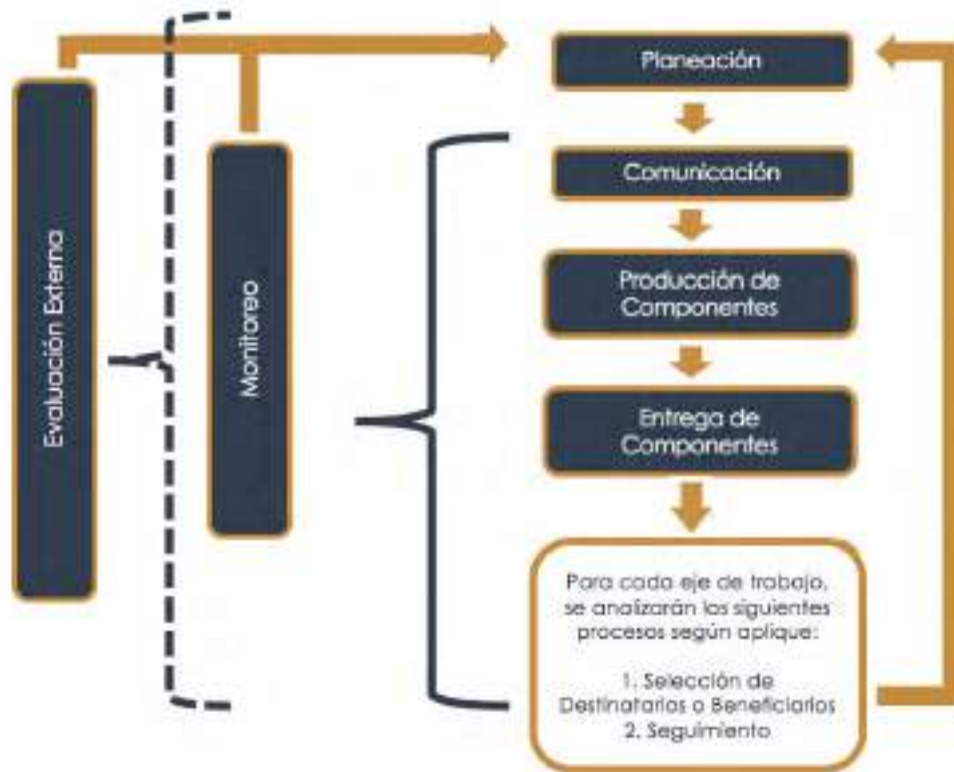 Evaluación Externa
Monitoreo
Planeación
Comunicación
Producción de
Componentes
Entrega de
Componentes
Para cada eje de trabajo,
se analizarán los siguientes
procesos según aplique:
1. Selección de
Destinatarios o Beneficiarios
2. Seguimiento